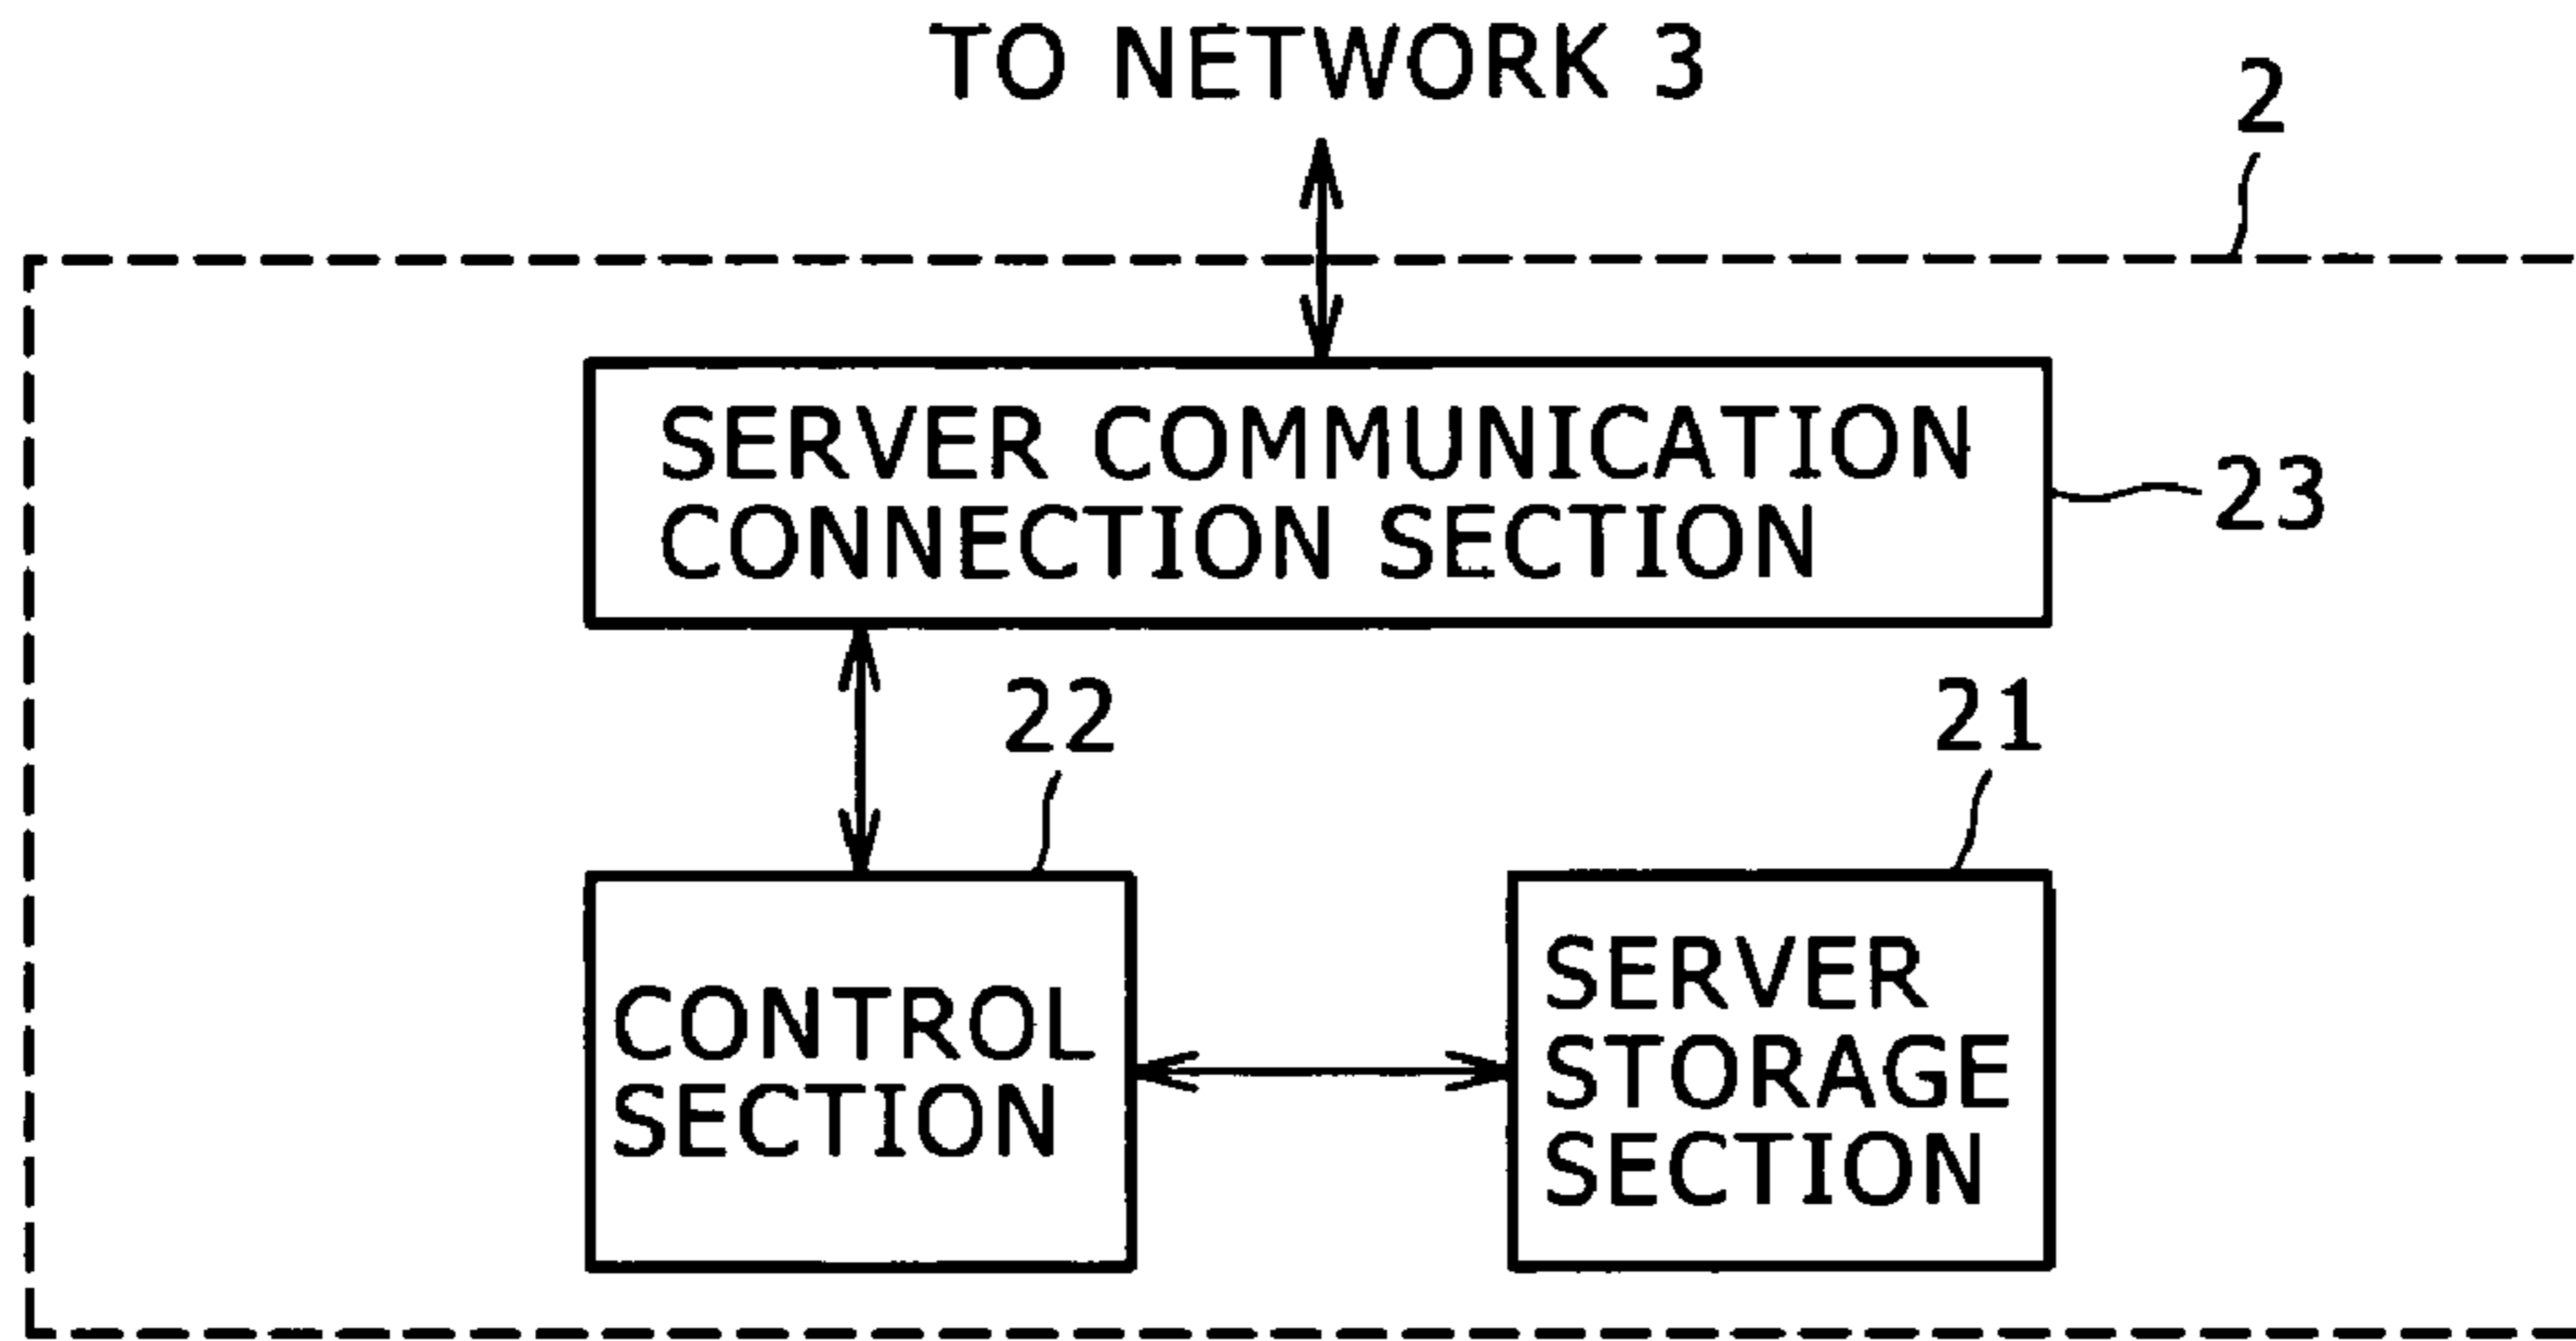 TO NETWORK 3
2
SERVER COMMUNICATION
CONNECTION SECTION
23
22
21
CONTROL
SECTION
SERVER
STORAGE
SECTION